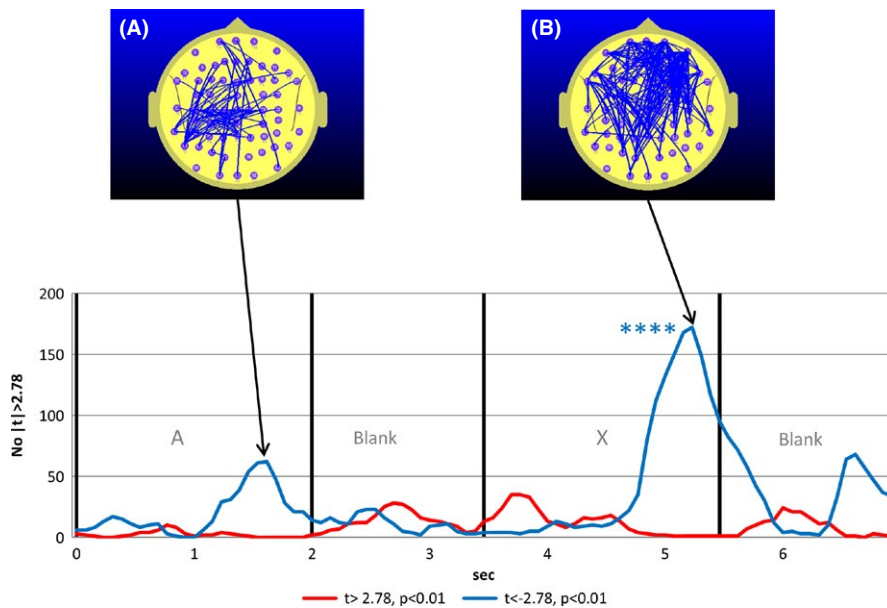 (A)
(B)
200
150
100
50
0
No |t|>2.78
A
Blank
X
Blank
****
0 1 2 3 4 5 6
sec
t> 2.78, p<0.01 t<-2.78, p<0.01